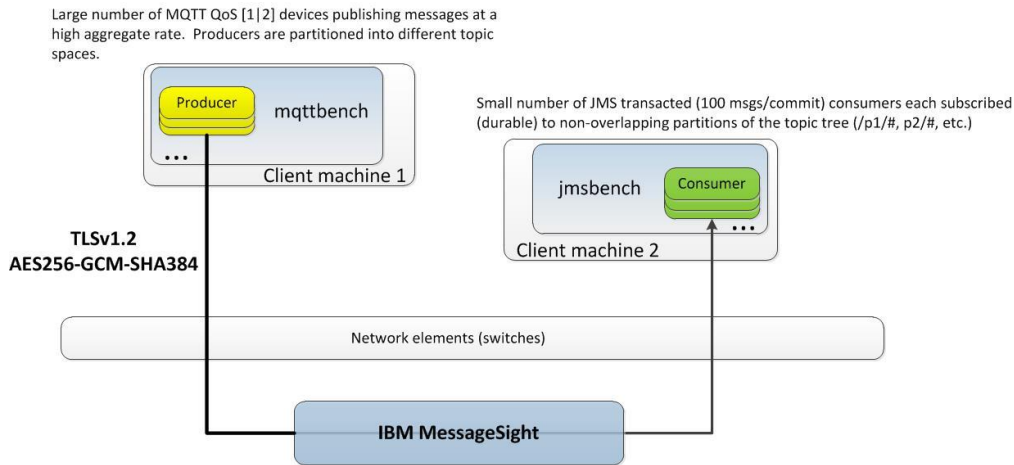 Large number of MQTT QoS [1|2] devices publishing messages at a
high aggregate rate.  Producers are partitioned into different topic
spaces.
Producer
mqttbench
...
Client machine 1
Small number of JMS transacted (100 msgs/commit) consumers each subscribed
(durable) to non-overlapping partitions of the topic tree (/p1/#, p2/#, etc.)
jmsbench
Consumer
...
Client machine 2
TLSv1.2
AES256-GCM-SHA384
Network elements (switches)
IBM MessageSight